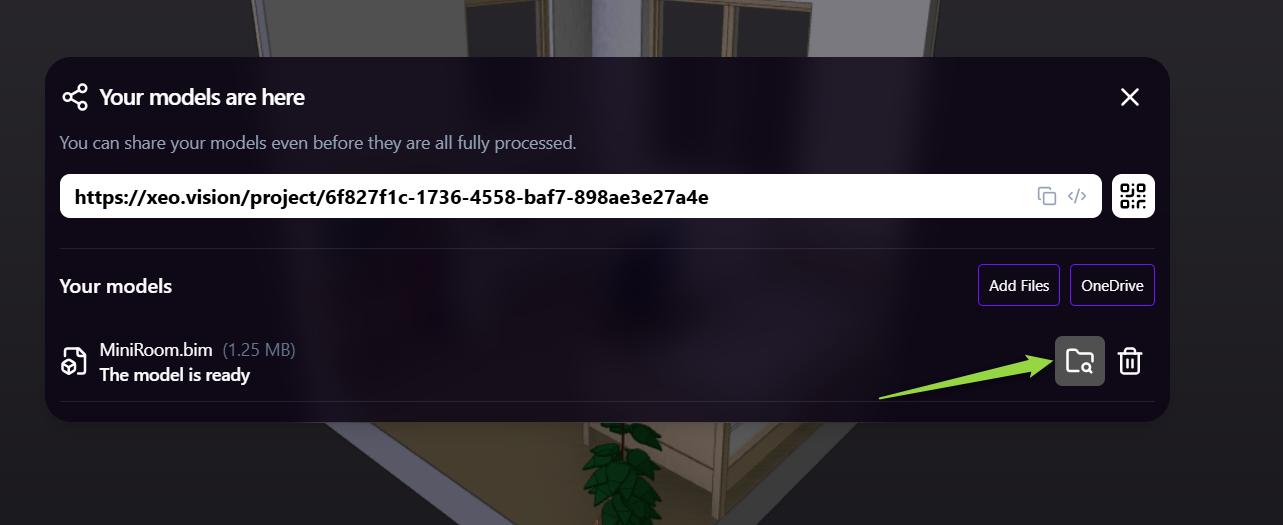 Your models are here
You can share your models even before they are all fully processed.
https://xeo.vision/project/6f827f1c-1736-4558-baf7-898ae3e27a4e
Your models
Add Files
OneDrive
MiniRoom.bim (1.25 MB)
The model is ready